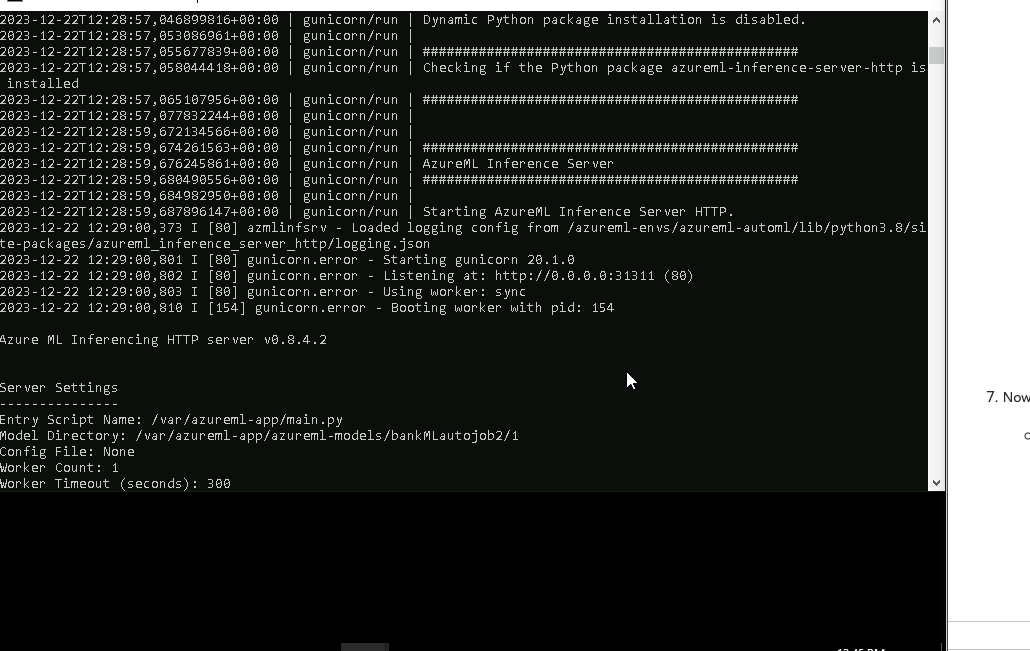 2023-12-22T12:28:57,046899816+00:00 | gunicorn/run | Dynamic Python package installation is disabled.
2023-12-22T12:28:57,053086961+00:00 | gunicorn/run |
2023-12-22T12:28:57,055677839+00:00 | gunicorn/run | ###############################################
2023-12-22T12:28:57,058044418+00:00 | gunicorn/run | Checking if the Python package azureml-inference-server-http is
installed
2023-12-22T12:28:57,065107956+00:00 | gunicorn/run | ###############################################
2023-12-22T12:28:57,077832244+00:00 | gunicorn/run |
2023-12-22T12:28:59,672134566+00:00 | gunicorn/run |
2023-12-22T12:28:59,674261563+00:00 | gunicorn/run | ###############################################
2023-12-22T12:28:59,676245861+00:00 | gunicorn/run | AzureML Inference Server
2023-12-22T12:28:59,680490556+00:00 | gunicorn/run | ###############################################
2023-12-22T12:28:59,684982950+00:00 | gunicorn/run |
2023-12-22T12:28:59,687896147+00:00 | gunicorn/run | Starting AzureML Inference Server HTTP.
2023-12-22 12:29:00,373 I [80] azmlinfsrv - Loaded logging config from /azureml-envs/azureml-automl/lib/python3.8/si
te-packages/azureml_inference_server_http/logging.json
2023-12-22 12:29:00,801 I [80] gunicorn.error - Starting gunicorn 20.1.0
2023-12-22 12:29:00,802 I [80] gunicorn.error - Listening at: http://0.0.0.0:31311 (80)
2023-12-22 12:29:00,803 I [80] gunicorn.error - Using worker: sync
2023-12-22 12:29:00,810 I [154] gunicorn.error - Booting worker with pid: 154
Azure ML Inferencing HTTP server v0.8.4.2
Server Settings
---------------
Entry Script Name: /var/azureml-app/main.py
Model Directory: /var/azureml-app/azureml-models/bankMLautojob2/1
Config File: None
Worker Count: 1
Worker Timeout (seconds): 300
7. Now